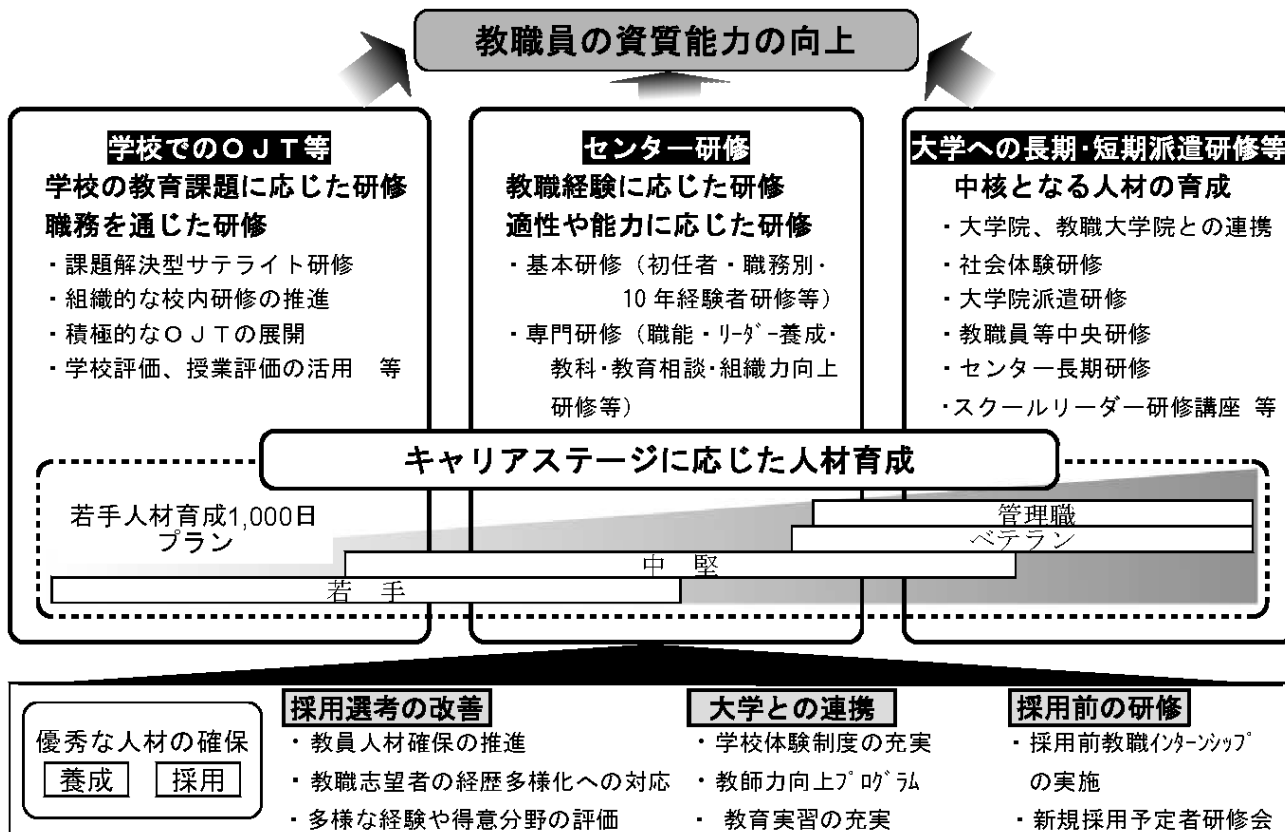 教職員の資質能力の向上
学校でのＯＪＴ等
学校の教育課題に応じた研修
職務を通じた研修
・課題解決型サテライト研修
・組織的な校内研修の推進
・積極的なＯＪＴの展開
・学校評価、授業評価の活用　等
センター研修
教職経験に応じた研修
適性や能力に応じた研修
・基本研修（初任者・職務別・
10年経験者研修等）
・専門研修（職能・ﾘｰﾀﾞｰ養成・
教科・教育相談・組織力向上
研修等）
大学への長期・短期派遣研修等
中核となる人材の育成
・大学院、教職大学院との連携
・社会体験研修
・大学院派遣研修
・教職員等中央研修
・センター長期研修
・スクールリーダー研修講座 等
キャリアステージに応じた人材育成
若手人材育成1,000日
プラン
管理職
ベテラン
中　堅
若　手
優秀な人材の確保
養成　採用
採用選考の改善
・教員人材確保の推進
・教職志望者の経歴多様化への対応
・多様な経験や得意分野の評価
大学との連携
・学校体験制度の充実
・教師力向上ﾌﾟﾛｸﾞﾗﾑ
・教育実習の充実
採用前の研修
・採用前教職ｲﾝﾀｰﾝｼｯﾌﾟ
の実施
・新規採用予定者研修会